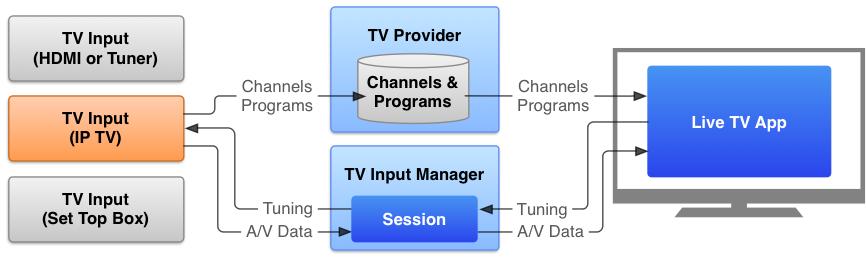 TV Input
(HDMI or Tuner)
TV Input
(IP TV)
TV Input
(Set Top Box)
Channels
Programs
Tuning
A/V Data
TV Provider
Channels &
Programs
TV Input Manager
Session
Channels
Programs
Tuning
A/V Data
Live TV App